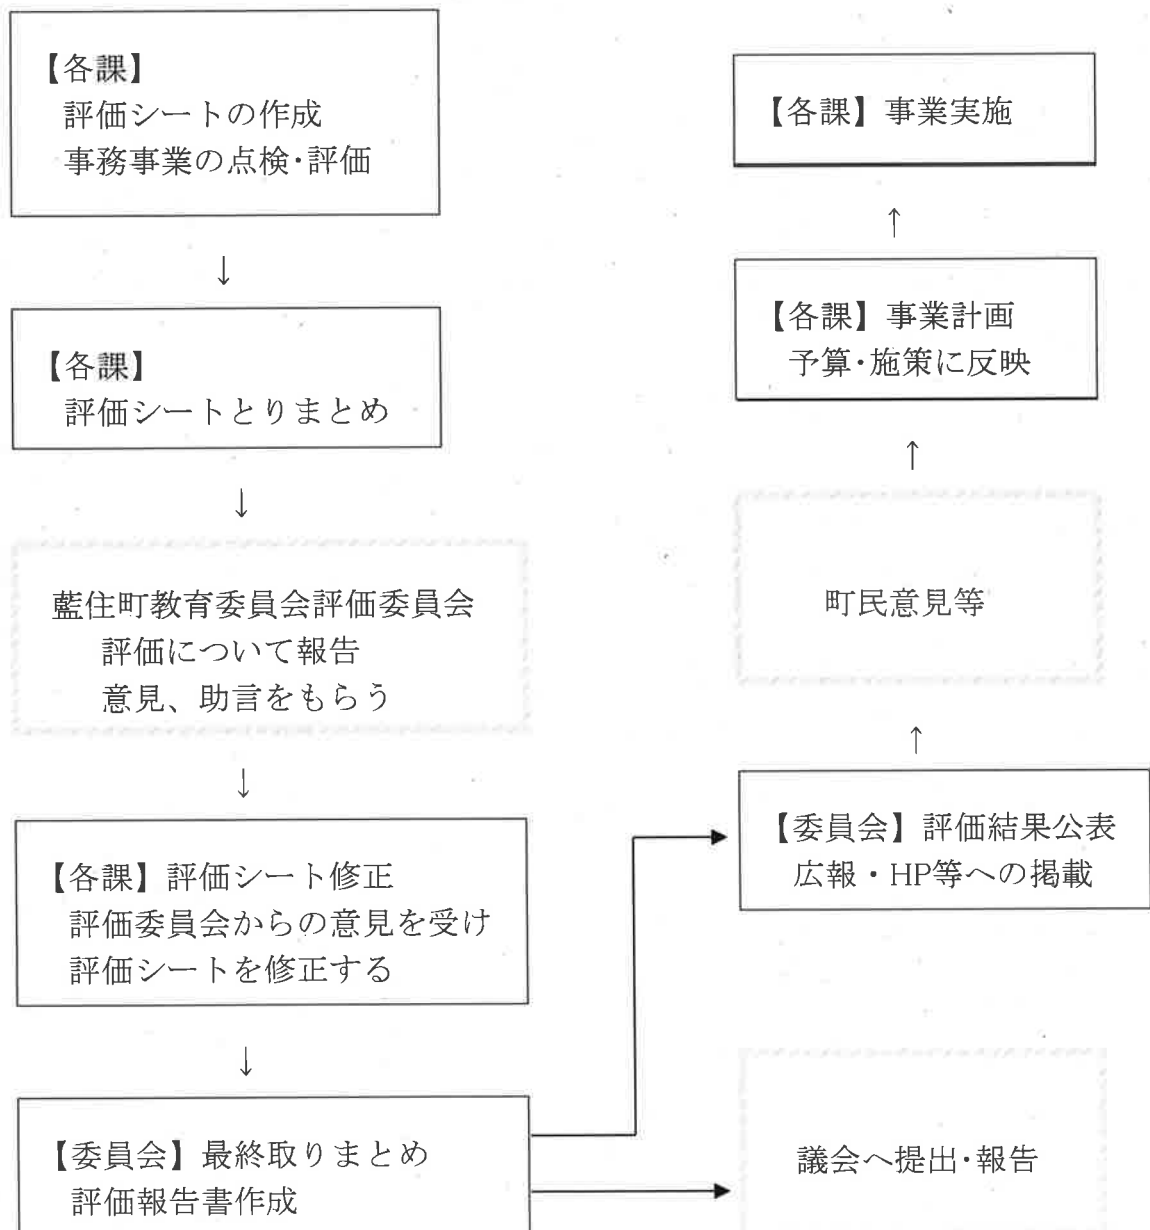 【各課】
評価シートの作成
事務事業の点検・評価
↓
【各課】
評価シートとりまとめ
↓
藍住町教育委員会評価委員会
評価について報告
意見、助言をもらう
↓
【各課】評価シート修正
評価委員会からの意見を受け
評価シートを修正する
↓
【委員会】最終取りまとめ
評価報告書作成
【各課】事業実施
↑
【各課】事業計画
予算・施策に反映
↑
町民意見等
↑
【委員会】評価結果公表
広報・HP等への掲載
議会へ提出・報告